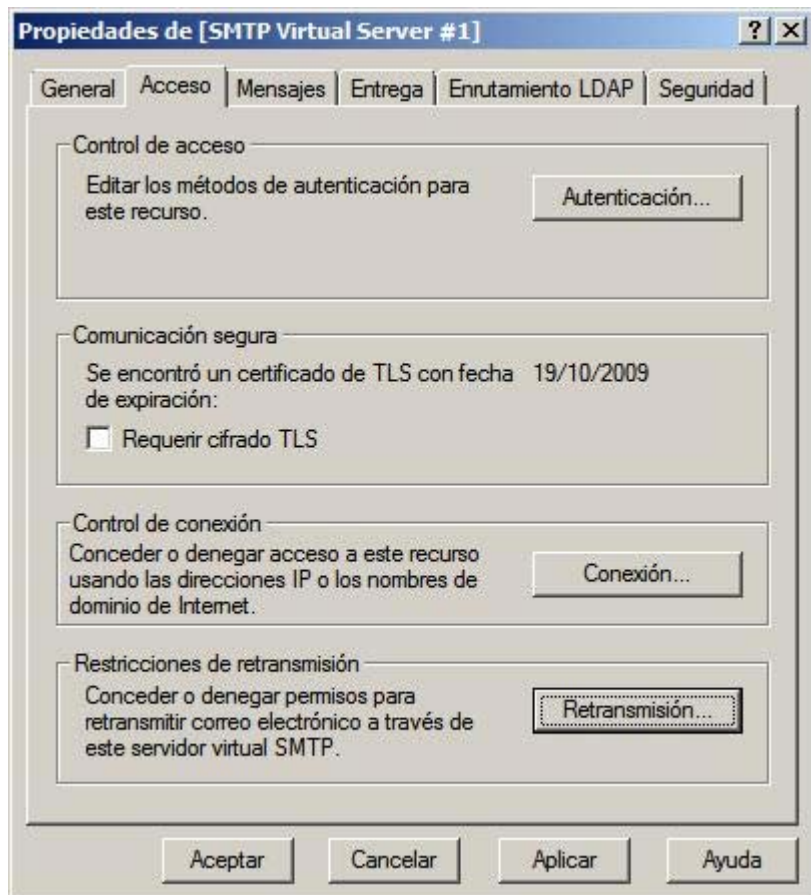 Propiedades de [SMTP Virtual Server #1]
General Acceso Mensajes Entrega Enrutamiento LDAP Seguridad
Control de acceso
Editar los métodos de autenticación para
este recurso.
Autenticación...
Comunicación segura
Se encontró un certificado de TLS con fecha 19/10/2009
de expiración:
Requerir cifrado TLS
Control de conexión
Conceder o denegar acceso a este recurso
usando las direcciones IP o los nombres de
dominio de Internet.
Conexión...
Restricciones de retransmisión
Conceder o denegar permisos para
retransmitir correo electrónico a través de
este servidor virtual SMTP.
Retransmisión...
Aceptar Cancelar Aplicar Ayuda